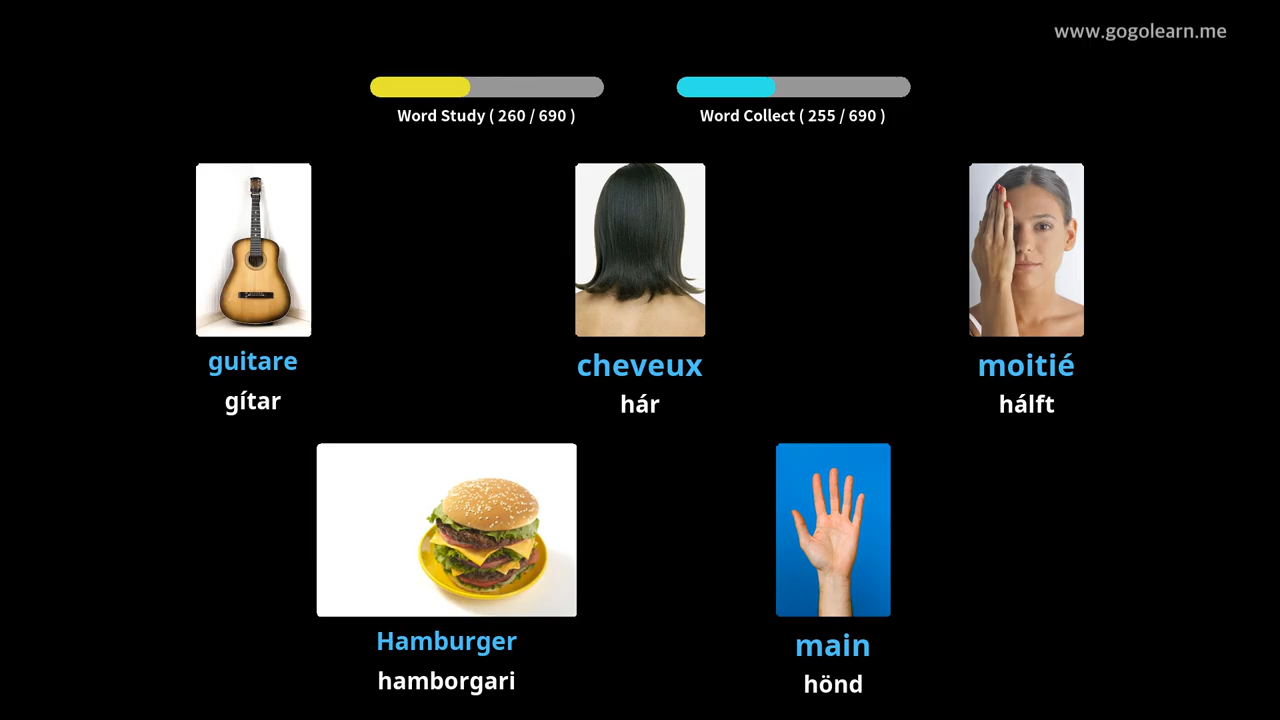 www.gogolearn.me
Word Study ( 260 / 690 )
Word Collect ( 255 / 690 )
guitare
gítar
cheveux
hár
moitié
hálft
Hamburger
hamborgari
main
hönd